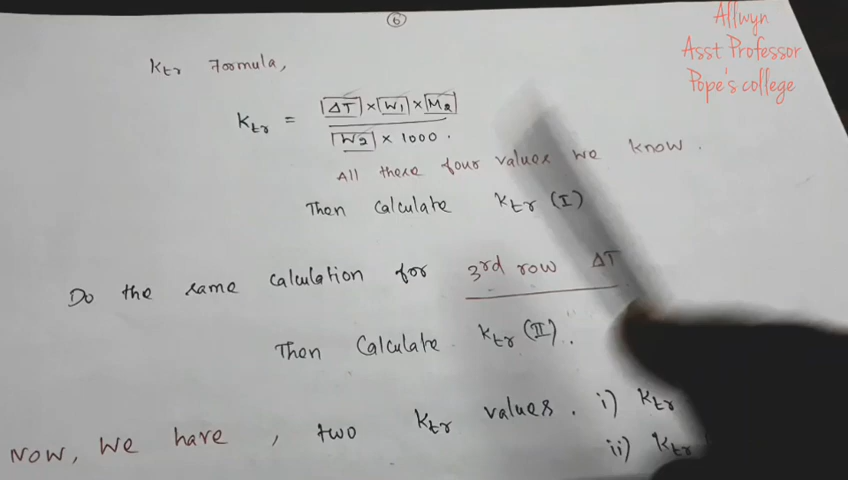 6
Allwyn
Asst Professor
Pope's college
Ktr Formula,
Ktr = ΔT × W1 × M2
W2 × 1000.
All these four values we know.
Then calculate Ktr (I)
Do the same calculation for 3rd row ΔT
Then Calculate Ktr (II).
Now, we have, two Ktr values. i) Ktr
ii) Ktr